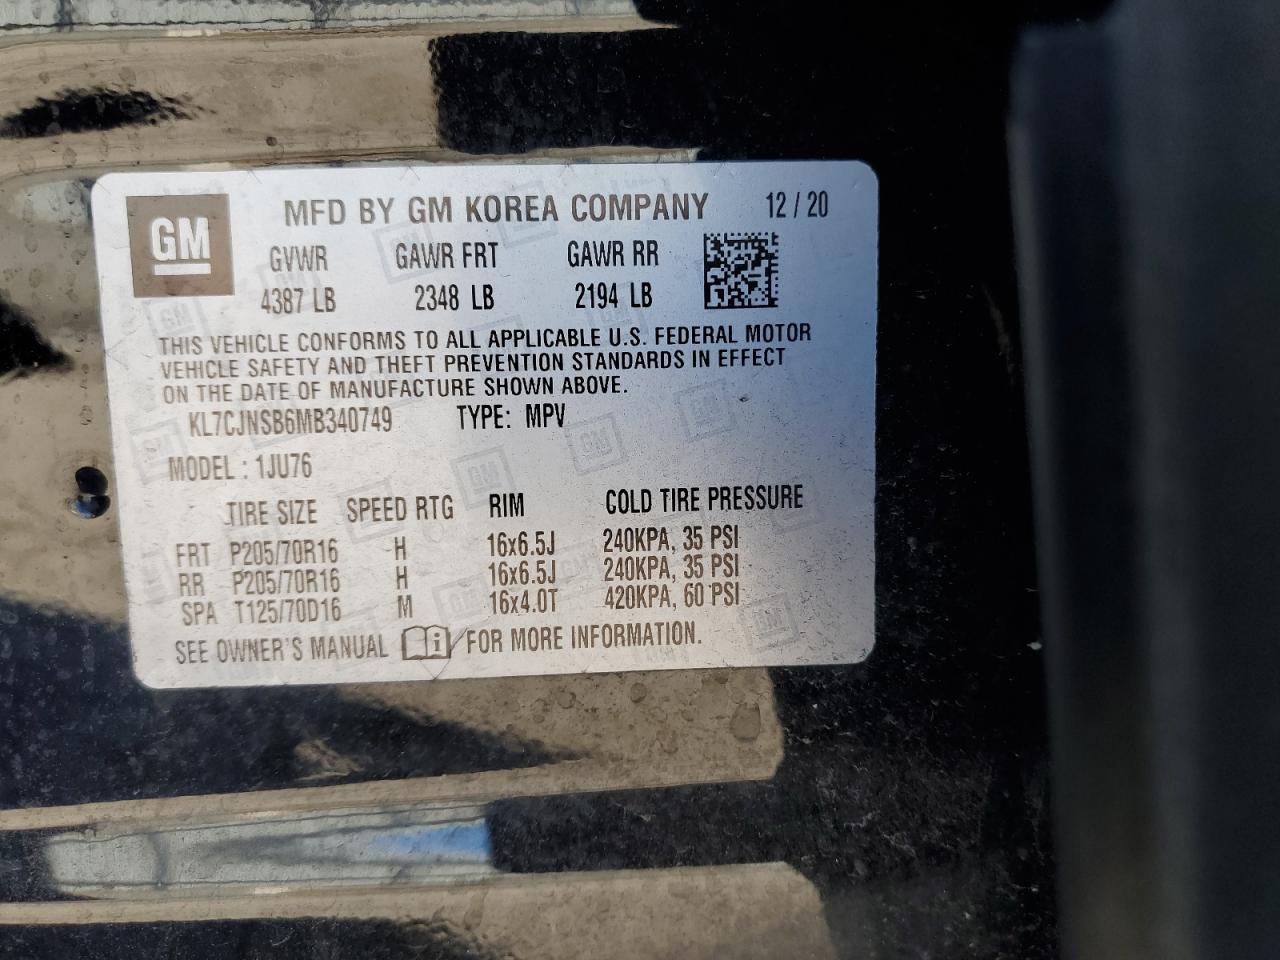 GM
MFD BY GM KOREA COMPANY 12/20
GVWR GAWR FRT GAWR RR
4387 LB 2348 LB 2194 LB
THIS VEHICLE CONFORMS TO ALL APPLICABLE U.S. FEDERAL MOTOR
VEHICLE SAFETY AND THEFT PREVENTION STANDARDS IN EFFECT
ON THE DATE OF MANUFACTURE SHOWN ABOVE.
KL7CJNSB6MB340749 TYPE: MPV
MODEL : 1JU76
TIRE SIZE SPEED RTG RIM COLD TIRE PRESSURE
FRT P205/70R16 H 16x6.5J 240KPA, 35 PSI
RR P205/70R16 H 16x6.5J 240KPA, 35 PSI
SPA T125/70D16 M 16x4.0T 420KPA, 60 PSI
SEE OWNER'S MANUAL i FOR MORE INFORMATION.